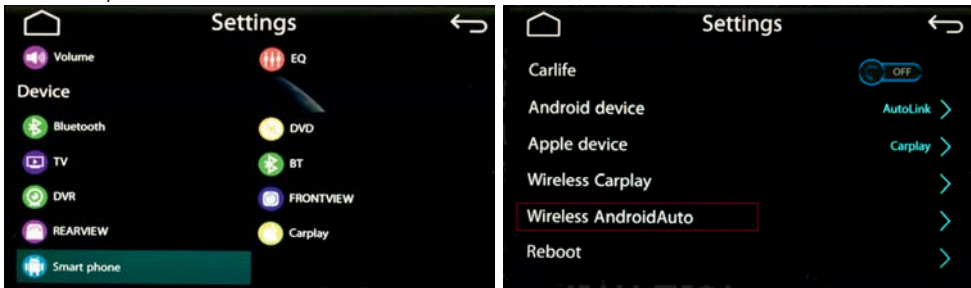 Settings
Volume
EQ
Device
Bluetooth
DVD
TV
BT
DVR
FRONTVIEW
REARVIEW
Carplay
Smart phone
Settings
Carlife
OFF
Android device
AutoLink
Apple device
Carplay
Wireless Carplay
Wireless AndroidAuto
Reboot